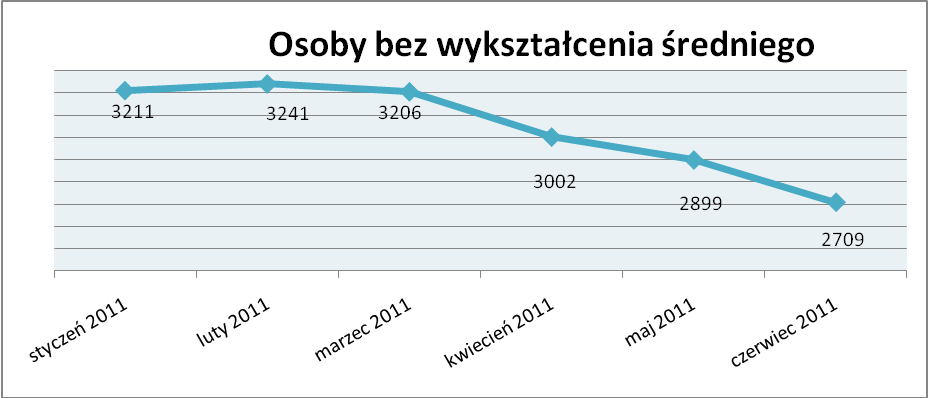 Osoby bez wykształcenia średniego
3211
3241
3206
3002
2899
2709
styczeń 2011
luty 2011
marzec 2011
kwiecień 2011
maj 2011
czerwiec 2011